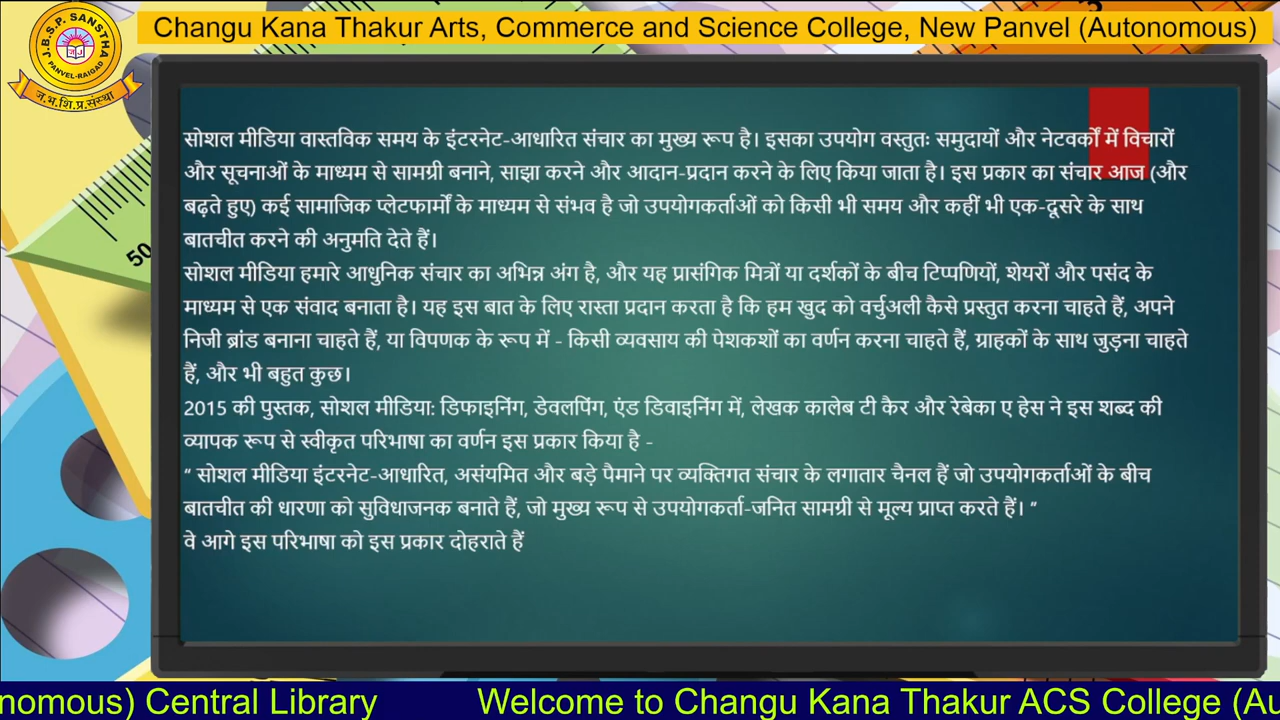 Changu Kana Thakur Arts, Commerce and Science College, New Panvel (Autonomous)
J.B.S.P. SANSTHA
PANVEL-RAIGAD
ज.भ.शि.प्र.संस्था
50
सोशल मीडिया वास्तविक समय के इंटरनेट-आधारित संचार का मुख्य रूप है। इसका उपयोग वस्तुतः समुदायों और नेटवर्कों में विचारों
और सूचनाओं के माध्यम से सामग्री बनाने, साझा करने और आदान-प्रदान करने के लिए किया जाता है। इस प्रकार का संचार आज (और
बढ़ते हुए) कई सामाजिक प्लेटफार्मों के माध्यम से संभव है जो उपयोगकर्ताओं को किसी भी समय और कहीं भी एक-दूसरे के साथ
बातचीत करने की अनुमति देते हैं।
सोशल मीडिया हमारे आधुनिक संचार का अभिन्न अंग है, और यह प्रासंगिक मित्रों या दर्शकों के बीच टिप्पणियों, शेयरों और पसंद के
माध्यम से एक संवाद बनाता है। यह इस बात के लिए रास्ता प्रदान करता है कि हम खुद को वर्चुअली कैसे प्रस्तुत करना चाहते हैं, अपने
निजी ब्रांड बनाना चाहते हैं, या विपणक के रूप में - किसी व्यवसाय की पेशकशों का वर्णन करना चाहते हैं, ग्राहकों के साथ जुड़ना चाहते
हैं, और भी बहुत कुछ।
2015 की पुस्तक, सोशल मीडिया: डिफाइनिंग, डेवलपिंग, एंड डिवाइनिंग में, लेखक कालेब टी कैर और रेबेका ए हेस ने इस शब्द की
व्यापक रूप से स्वीकृत परिभाषा का वर्णन इस प्रकार किया है -
“ सोशल मीडिया इंटरनेट-आधारित, असंयमित और बड़े पैमाने पर व्यक्तिगत संचार के लगातार चैनल हैं जो उपयोगकर्ताओं के बीच
बातचीत की धारणा को सुविधाजनक बनाते हैं, जो मुख्य रूप से उपयोगकर्ता-जनित सामग्री से मूल्य प्राप्त करते हैं। ”
वे आगे इस परिभाषा को इस प्रकार दोहराते हैं
nomous) Central Library Welcome to Changu Kana Thakur ACS College (Au